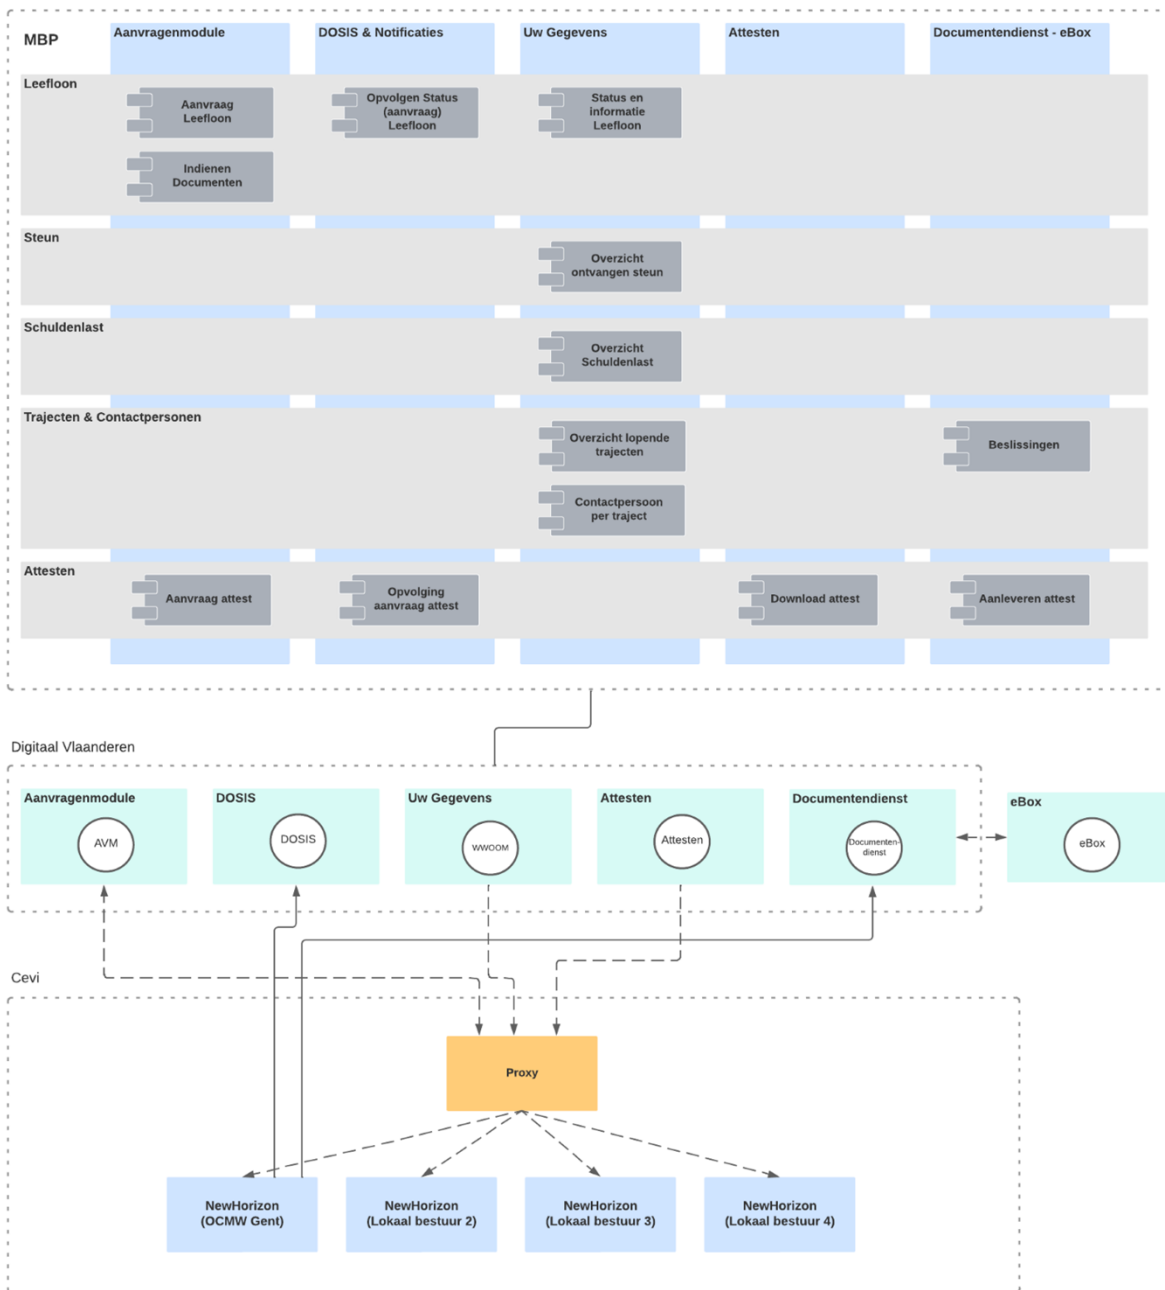 MBP
Aanvragenmodule
DOSIS & Notificaties
Uw Gegevens
Attesten
Documentendienst - eBox
Leefloon
Aanvraag
Leefloon
Opvolgen Status
(aanvraag)
Leefloon
Status en
informatie
Leefloon
Indienen
Documenten
Steun
Overzicht
ontvangen steun
Schuldenlast
Overzicht
Schuldenlast
Trajecten & Contactpersonen
Overzicht lopende
trajecten
Beslissingen
Contactpersoon
per traject
Attesten
Aanvraag attest
Opvolging
aanvraag attest
Download attest
Aanleveren attest
Digitaal Vlaanderen
Aanvragenmodule
AVM
DOSIS
DOSIS
Uw Gegevens
WWOOM
Attesten
Attesten
Documentendienst
Documenten-
dienst
eBox
eBox
Cevi
Proxy
NewHorizon
(OCMW Gent)
NewHorizon
(Lokaal bestuur 2)
NewHorizon
(Lokaal bestuur 3)
NewHorizon
(Lokaal bestuur 4)